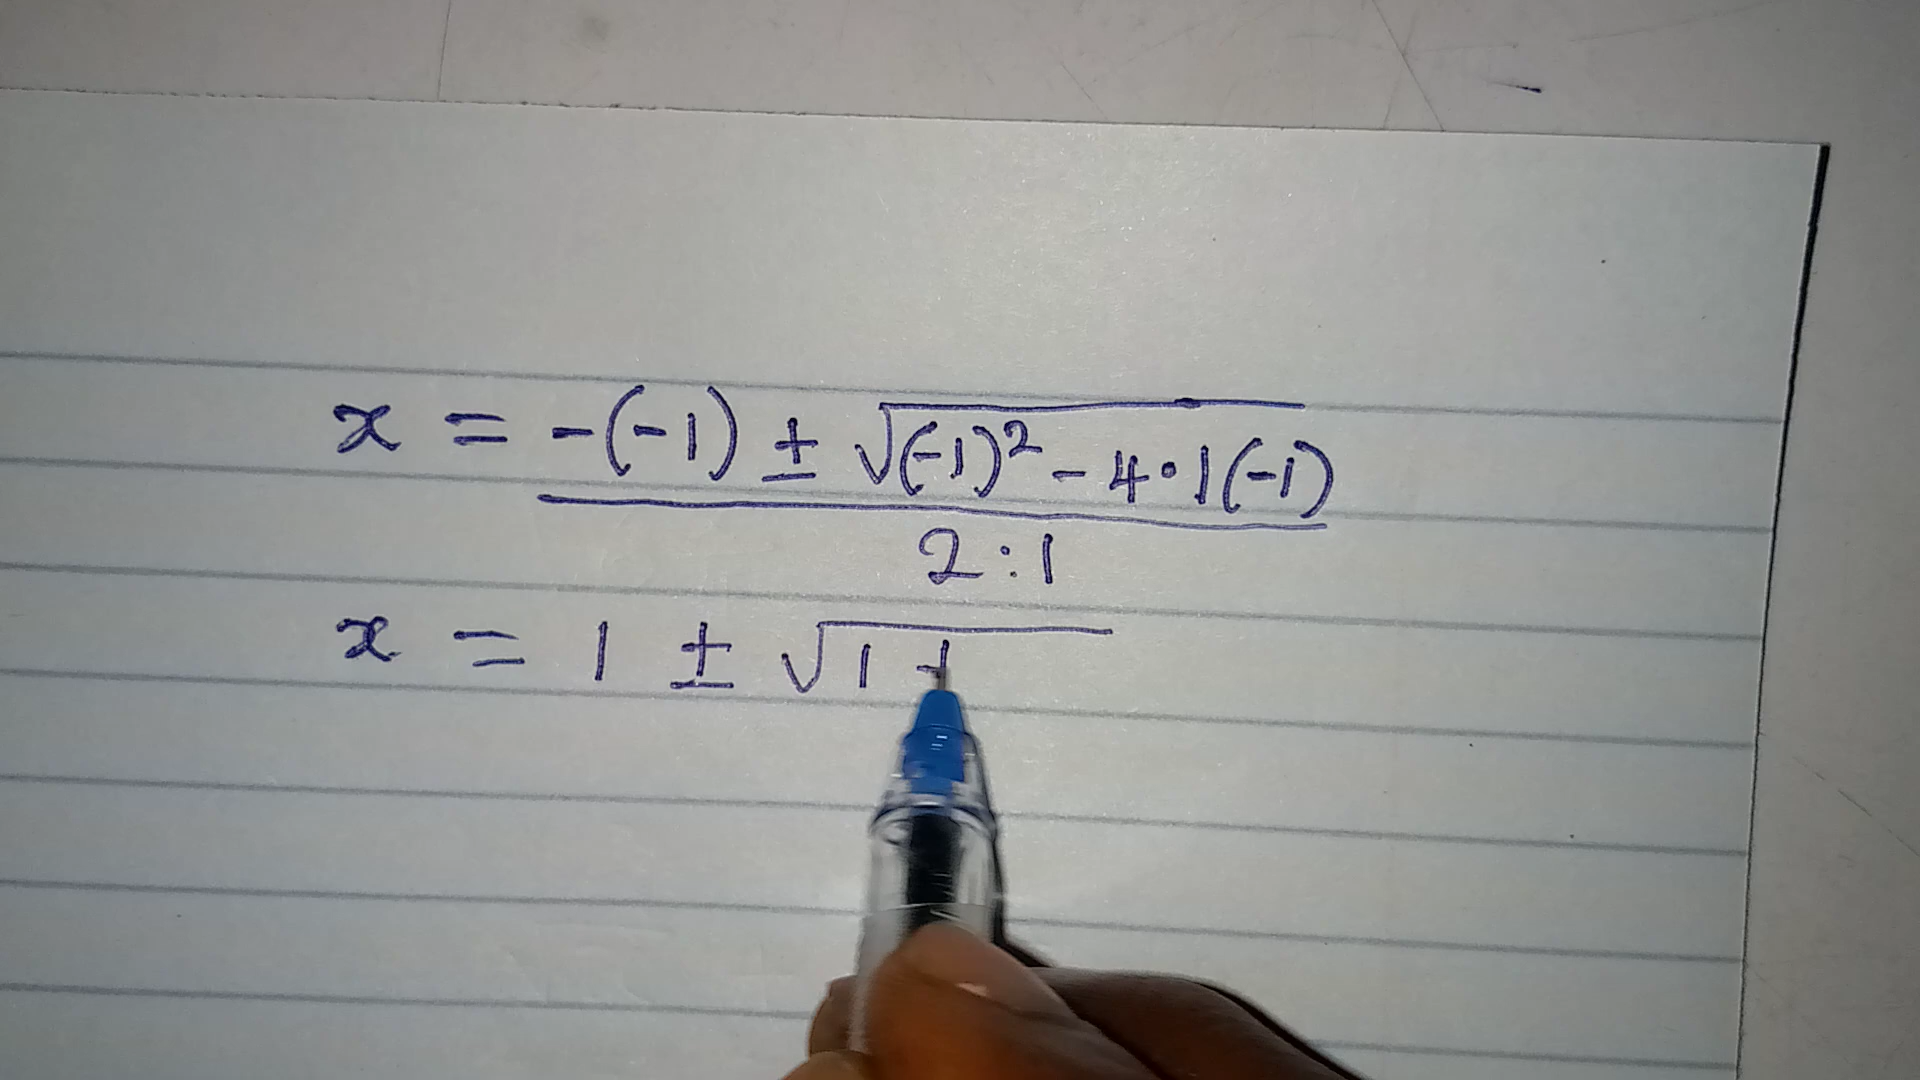 x = -(-1) ± √(-1)² - 4·1(-1)
2:1
x = 1 ± √1 +